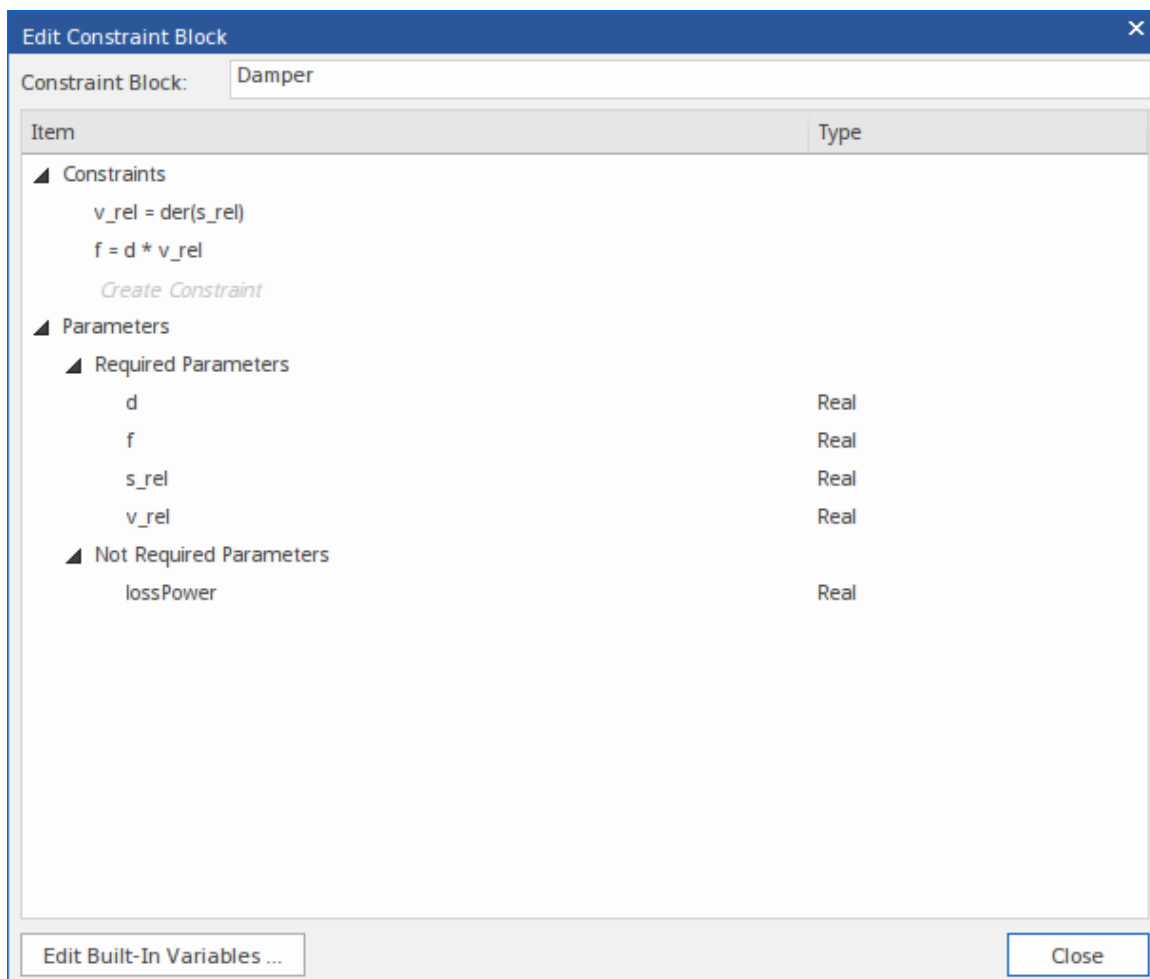 Edit Constraint Block
Constraint Block: Damper
Item Type
Constraints
v_rel = der(s_rel)
f = d * v_rel
Create Constraint
Parameters
Required Parameters
d Real
f Real
s_rel Real
v_rel Real
Not Required Parameters
lossPower Real
Edit Built-In Variables ... Close